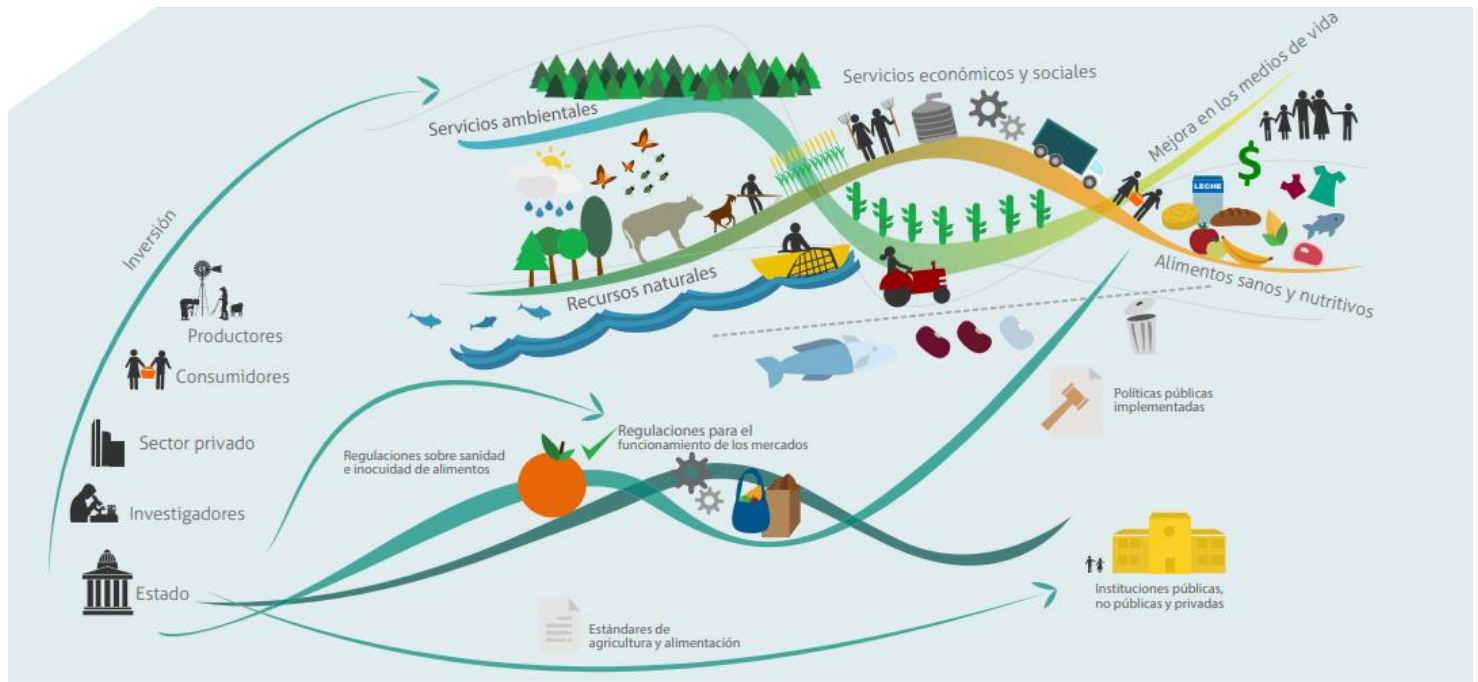 Servicios ambientales
Servicios económicos y sociales
Mejora en los medios de vida
Inversión
LECHE
$
Recursos naturales
Alimentos sanos y nutritivos
Productores
Consumidores
Sector privado
Investigadores
Estado
Regulaciones sobre sanidad
e inocuidad de alimentos
Regulaciones para el
funcionamiento de los mercados
Políticas públicas
implementadas
Estándares de
agricultura y alimentación
Instituciones públicas,
no públicas y privadas